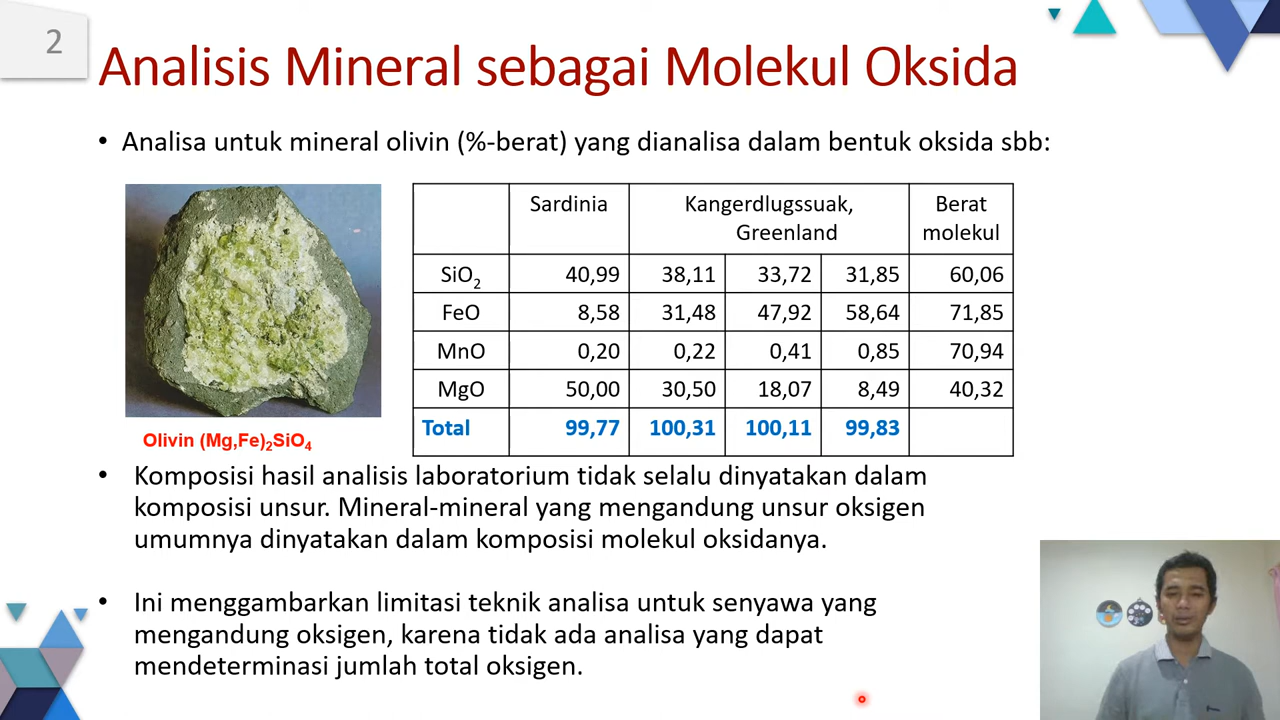 2
Analisis Mineral sebagai Molekul Oksida
• Analisa untuk mineral olivin (%-berat) yang dianalisa dalam bentuk oksida sbb:
Sardinia Kangerdlugssuak, Greenland Berat molekul
SiO₂ 40,99 38,11 33,72 31,85 60,06
FeO 8,58 31,48 47,92 58,64 71,85
MnO 0,20 0,22 0,41 0,85 70,94
MgO 50,00 30,50 18,07 8,49 40,32
Total 99,77 100,31 100,11 99,83
Olivin (Mg,Fe)₂SiO₄
• Komposisi hasil analisis laboratorium tidak selalu dinyatakan dalam
komposisi unsur. Mineral-mineral yang mengandung unsur oksigen
umumnya dinyatakan dalam komposisi molekul oksidanya.
• Ini menggambarkan limitasi teknik analisa untuk senyawa yang
mengandung oksigen, karena tidak ada analisa yang dapat
mendeterminasi jumlah total oksigen.